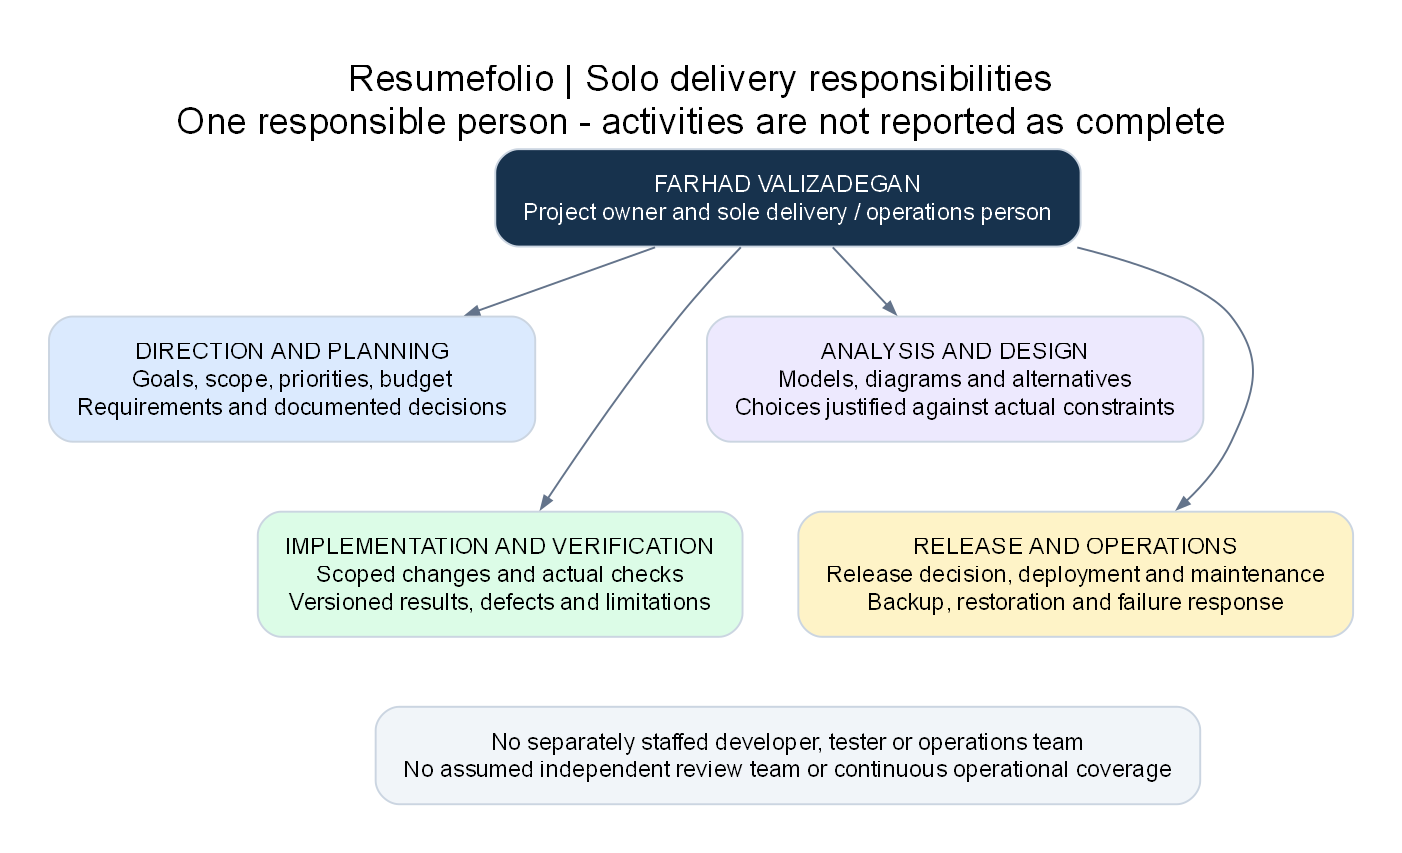 Resumefolio | Solo delivery responsibilities
One responsible person - activities are not reported as complete
FARHAD VALIZADEGAN
Project owner and sole delivery / operations person
DIRECTION AND PLANNING
Goals, scope, priorities, budget
Requirements and documented decisions
ANALYSIS AND DESIGN
Models, diagrams and alternatives
Choices justified against actual constraints
IMPLEMENTATION AND VERIFICATION
Scoped changes and actual checks
Versioned results, defects and limitations
RELEASE AND OPERATIONS
Release decision, deployment and maintenance
Backup, restoration and failure response
No separately staffed developer, tester or operations team
No assumed independent review team or continuous operational coverage